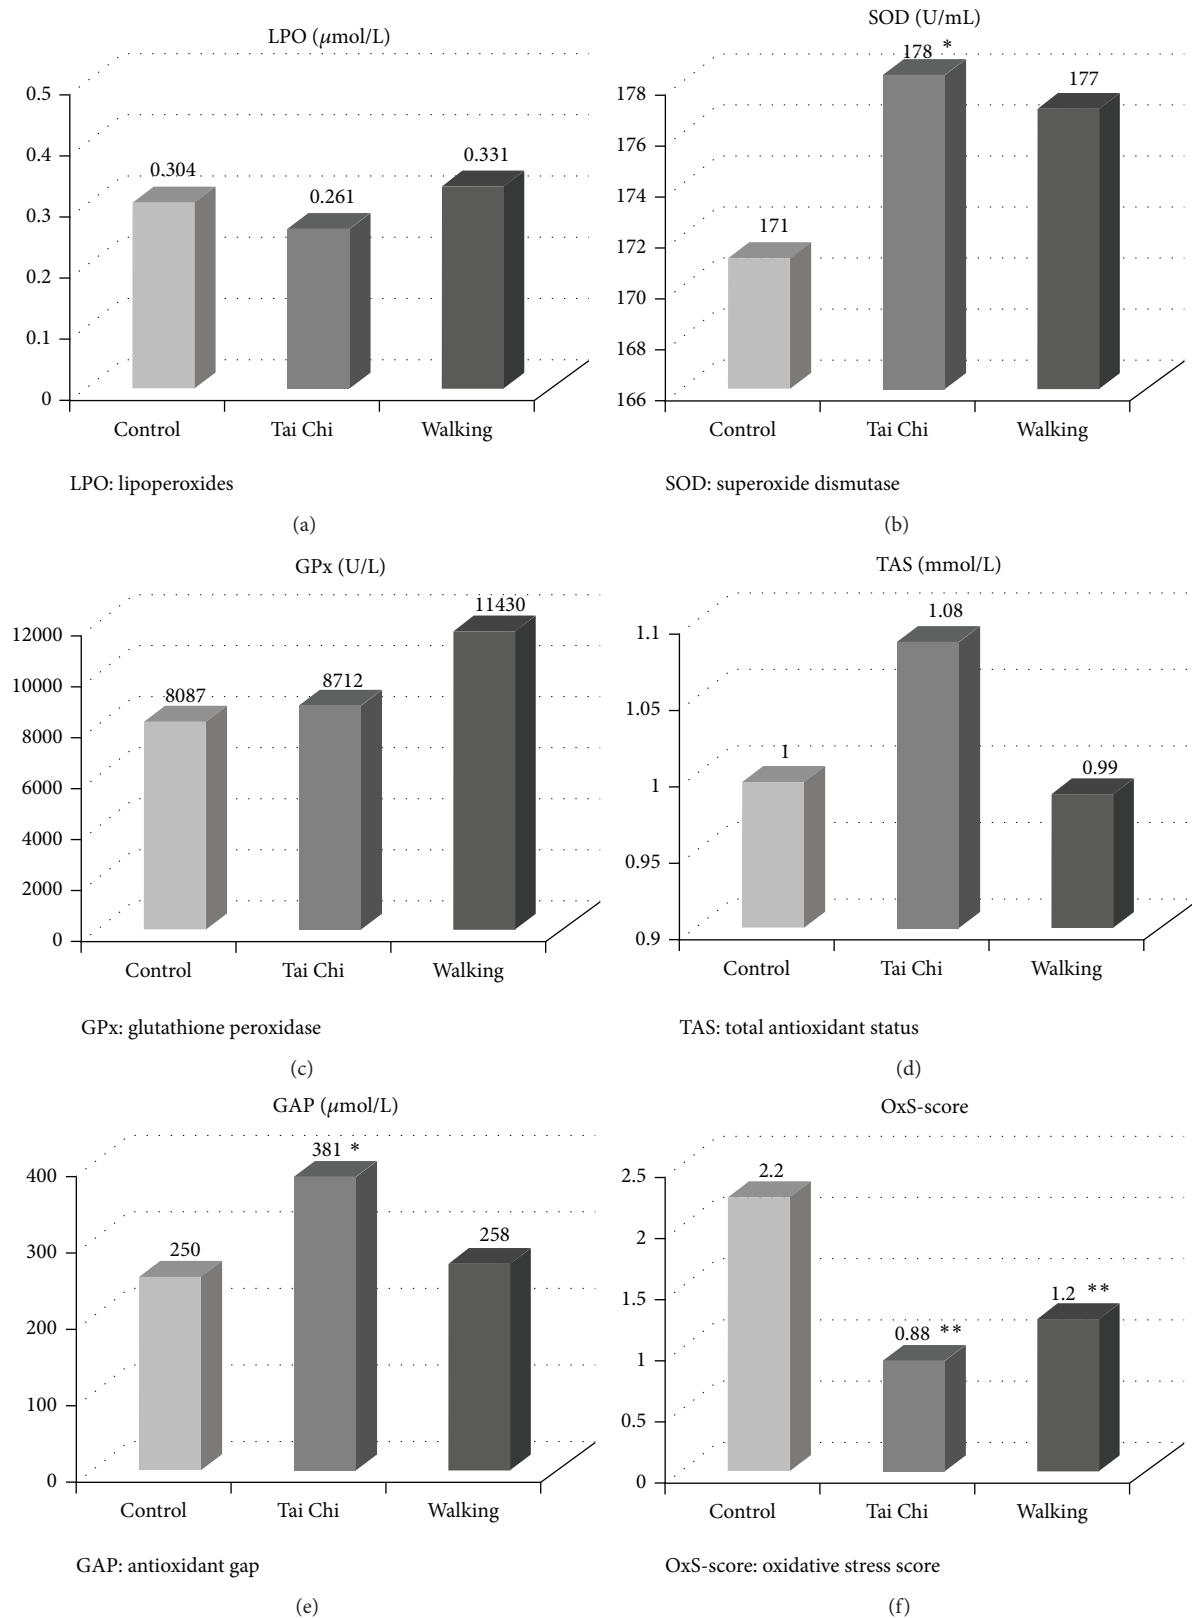 LPO (μmol/L)
0.5
0.4
0.3
0.2
0.1
0
0.304
0.261
0.331
Control Tai Chi Walking
LPO: lipoperoxides
(a)
SOD (U/mL)
178
176
174
172
170
168
166
171
178 *
177
Control Tai Chi Walking
SOD: superoxide dismutase
(b)
GPx (U/L)
12000
10000
8000
6000
4000
2000
0
8087
8712
11430
Control Tai Chi Walking
GPx: glutathione peroxidase
(c)
TAS (mmol/L)
1.1
1.05
1
0.95
0.9
1
1.08
0.99
Control Tai Chi Walking
TAS: total antioxidant status
(d)
GAP (μmol/L)
400
300
200
100
0
250
381 *
258
Control Tai Chi Walking
GAP: antioxidant gap
(e)
OxS-score
2.5
2
1.5
1
0.5
0
2.2
0.88 **
1.2 **
Control Tai Chi Walking
OxS-score: oxidative stress score
(f)